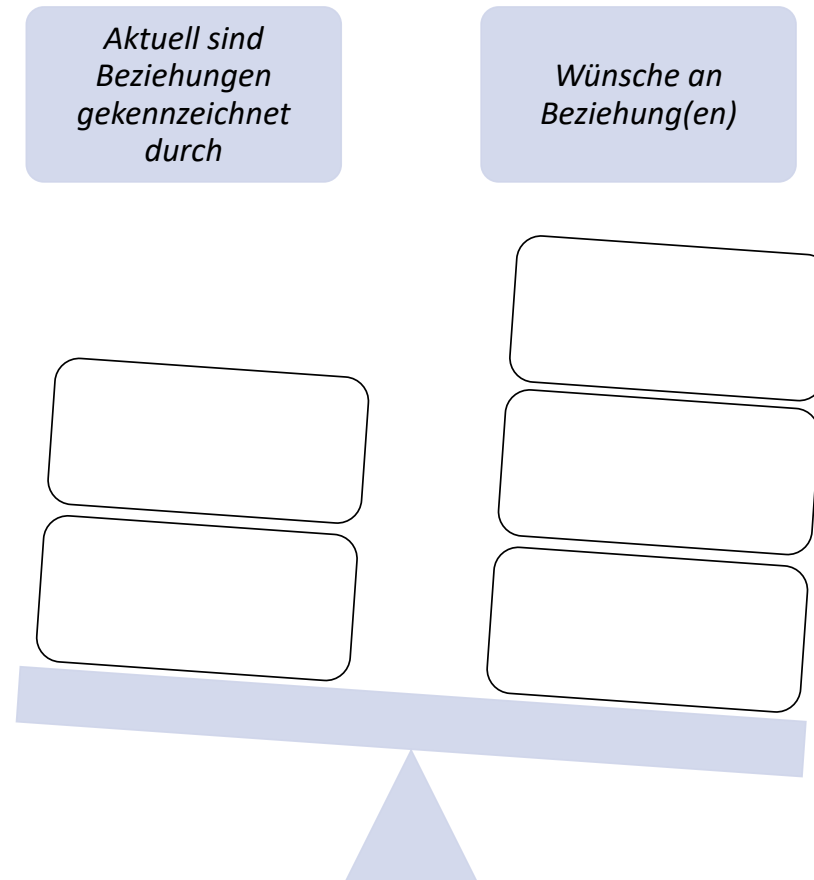 Aktuell sind
Beziehungen
gekennzeichnet
durch
Wünsche an
Beziehung(en)